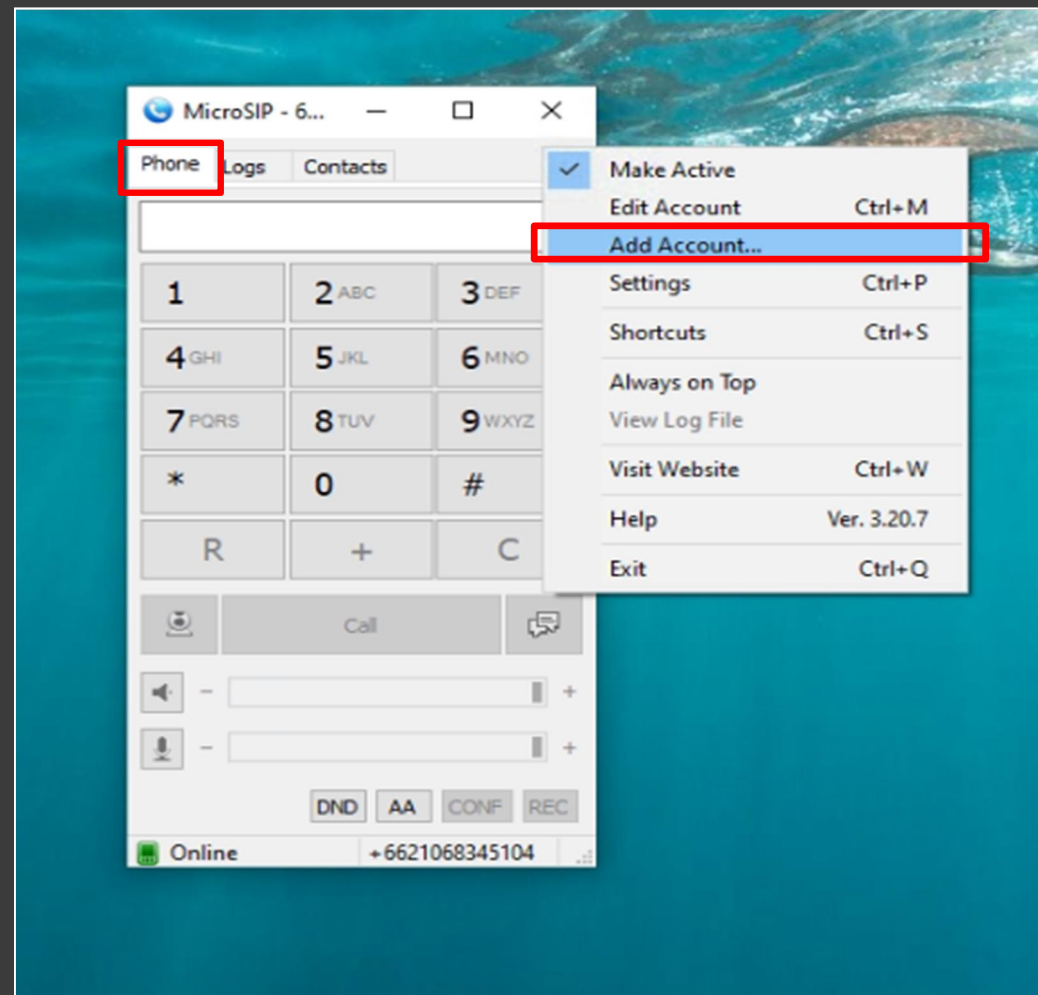 MicroSIP - 6...
Phone Logs Contacts
Make Active
Edit Account Ctrl+M
Add Account...
Settings Ctrl+P
Shortcuts Ctrl+S
Always on Top
View Log File
Visit Website Ctrl+W
Help Ver. 3.20.7
Exit Ctrl+Q
1 2 ABC 3 DEF
4 GHI 5 JKL 6 MNO
7 PQRS 8 TUV 9 WXYZ
* 0 #
R + C
Call
- +
- +
DND AA CONF REC
Online +6621068345104